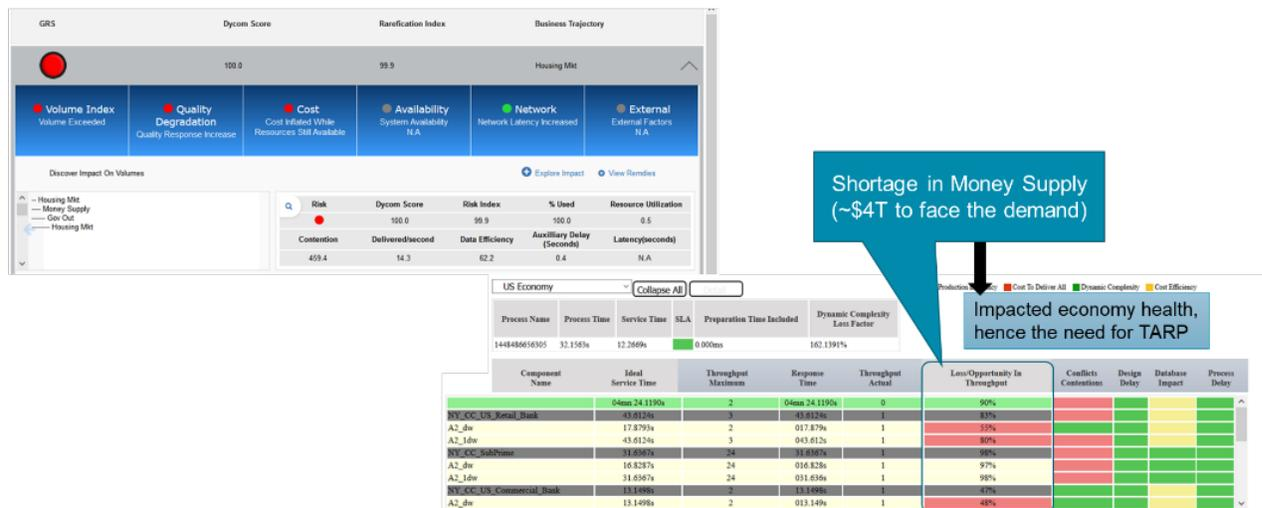 GRS Dycom Score Rarefication Index Business Trajectory
100.0 99.9 Housing Mkt
Volume Index
Volume Exceeded
Quality Degradation
Quality Response Increase
Cost
Cost Inflated While
Resources Still Available
Availability
System Availability
N.A
Network
Network Latency Increased
External
External Factors
N.A
Discover Impact On Volumes
Explore Impact View Remdies
-- Housing Mkt
---- Money Supply
------ Gov Out
-------- Housing Mkt
Risk Dycom Score Risk Index % Used Resource Utilization
100.0 99.9 100.0 0.5
Contention Delivered/second Data Efficiency Auxilliary Delay (Seconds) Latency(seconds)
459.4 14.3 62.2 0.4 N.A
Shortage in Money Supply
(~$4T to face the demand)
Impacted economy health,
hence the need for TARP
US Economy Collapse All Detail
Production Cost To Deliver All Dynamic Complexity Cost Efficiency
Process Name Process Time Service Time SLA Preparation Time Included Dynamic Complexity Loss Factor
1448486656305 32.1563s 12.2669s 0.000ms 162.1391%
Component Name Ideal Service Time Throughput Maximum Response Time Throughput Actual Loss/Opportunity In Throughput Conflicts Contentions Design Delay Database Impact Process Delay
04mn 24.1190s 2 04mn 24.1190s 0 90%
NY_CC_US_Retail_Bank 43.6124s 3 43.6124s 1 83%
A2_dw 17.8793s 2 017.879s 1 55%
A2_1dw 43.6124s 3 043.612s 1 80%
NY_CC_SubPrime 31.6367s 24 31.6367s 1 98%
A2_dw 16.8287s 24 016.828s 1 97%
A2_1dw 31.6367s 24 031.636s 1 98%
NY_CC_US_Commercial_Bank 13.1498s 2 13.1498s 1 47%
A2_dw 13.1498s 2 013.149s 1 48%